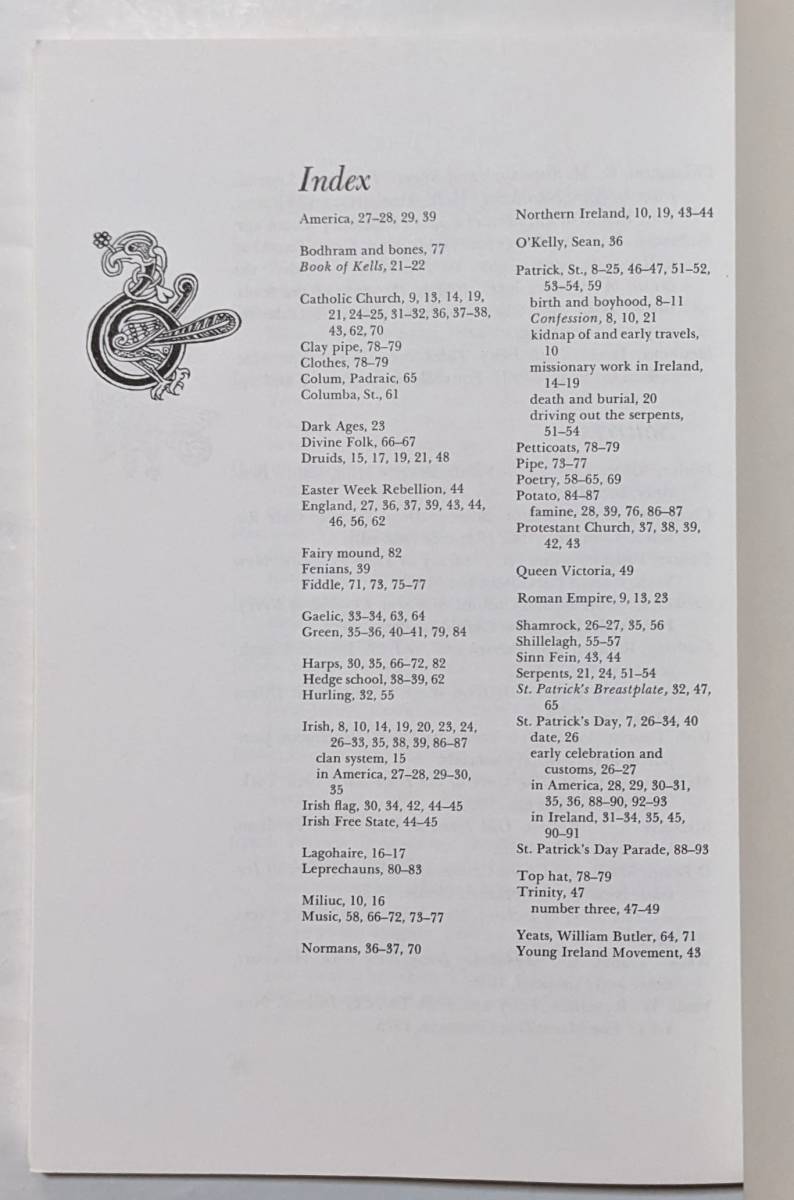 Index
America, 27–28, 29, 39
Bodhram and bones, 77
Book of Kells, 21–22
Catholic Church, 9, 13, 14, 19,
21, 24–25, 31–32, 36, 37–38,
43, 62, 70
Clay pipe, 78–79
Clothes, 78–79
Colum, Padraic, 65
Columba, St., 61
Dark Ages, 23
Divine Folk, 66–67
Druids, 15, 17, 19, 21, 48
Easter Week Rebellion, 44
England, 27, 36, 37, 39, 43, 44,
46, 56, 62
Fairy mound, 82
Fenians, 39
Fiddle, 71, 73, 75–77
Gaelic, 33–34, 63, 64
Green, 35–36, 40–41, 79, 84
Harps, 30, 35, 66–72, 82
Hedge school, 38–39, 62
Hurling, 32, 55
Irish, 8, 10, 14, 19, 20, 23, 24,
26–33, 35, 38, 39, 86–87
clan system, 15
in America, 27–28, 29–30,
35
Irish flag, 30, 34, 42, 44–45
Irish Free State, 44–45
Lagohaire, 16–17
Leprechauns, 80–83
Miliuc, 10, 16
Music, 58, 66–72, 73–77
Normans, 36–37, 70
Northern Ireland, 10, 19, 43–44
O'Kelly, Sean, 36
Patrick, St., 8–25, 46–47, 51–52,
53–54, 59
birth and boyhood, 8–11
Confession, 8, 10, 21
kidnap of and early travels,
10
missionary work in Ireland,
14–19
death and burial, 20
driving out the serpents,
51–54
Petticoats, 78–79
Pipe, 73–77
Poetry, 58–65, 69
Potato, 84–87
famine, 28, 39, 76, 86–87
Protestant Church, 37, 38, 39,
42, 43
Queen Victoria, 49
Roman Empire, 9, 13, 23
Shamrock, 26–27, 35, 56
Shillelagh, 55–57
Sinn Fein, 43, 44
Serpents, 21, 24, 51–54
St. Patrick's Breastplate, 32, 47,
65
St. Patrick's Day, 7, 26–34, 40
date, 26
early celebration and
customs, 26–27
in America, 28, 29, 30–31,
35, 36, 88–90, 92–93
in Ireland, 31–34, 35, 45,
90–91
St. Patrick's Day Parade, 88–93
Top hat, 78–79
Trinity, 47
number three, 47–49
Yeats, William Butler, 64, 71
Young Ireland Movement, 43